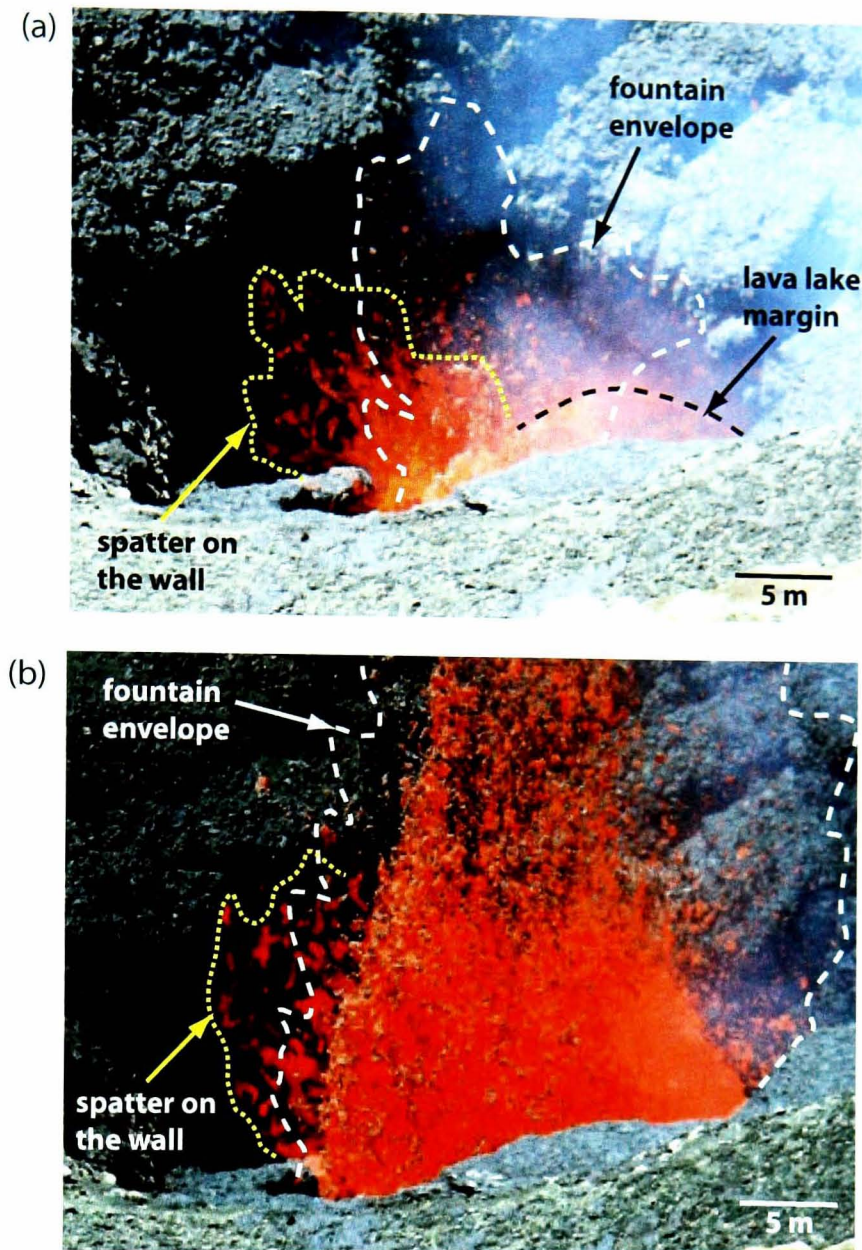 (a)
fountain
envelope
lava lake
margin
spatter on
the wall
5 m
(b)
fountain
envelope
spatter on
the wall
5 m